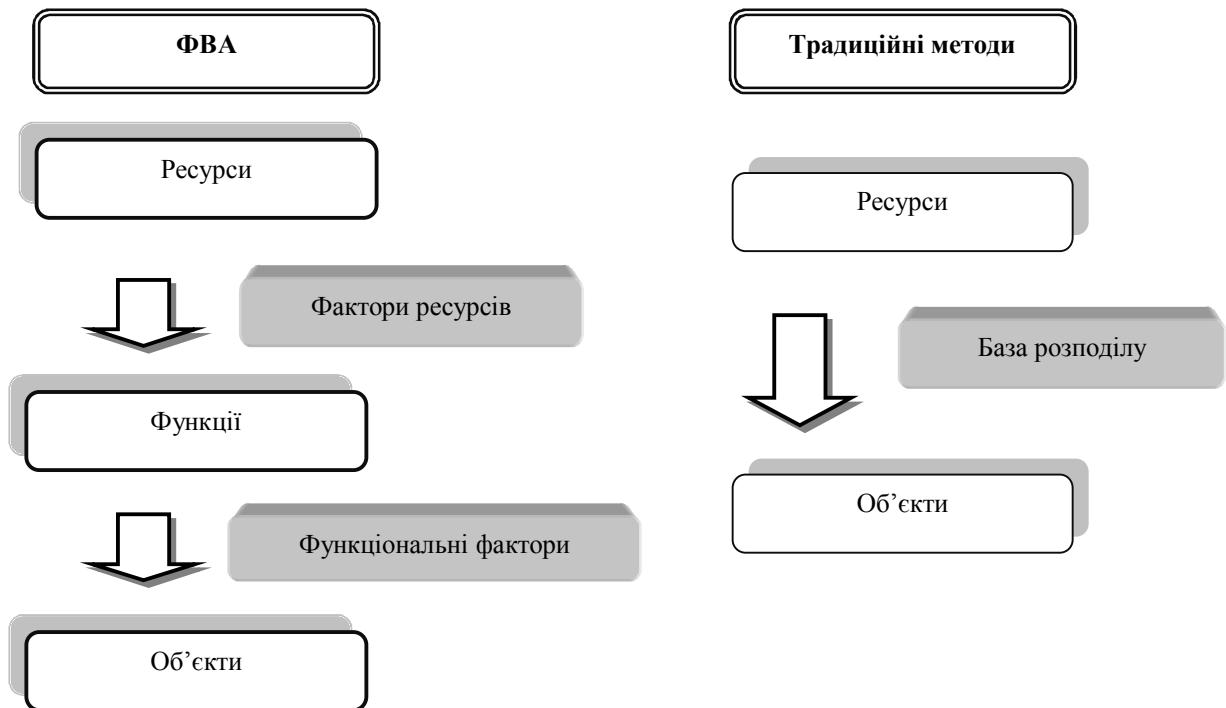 ФВА
Ресурси
Фактори ресурсів
Функції
Функціональні фактори
Об’єкти
Традиційні методи
Ресурси
База розподілу
Об’єкти